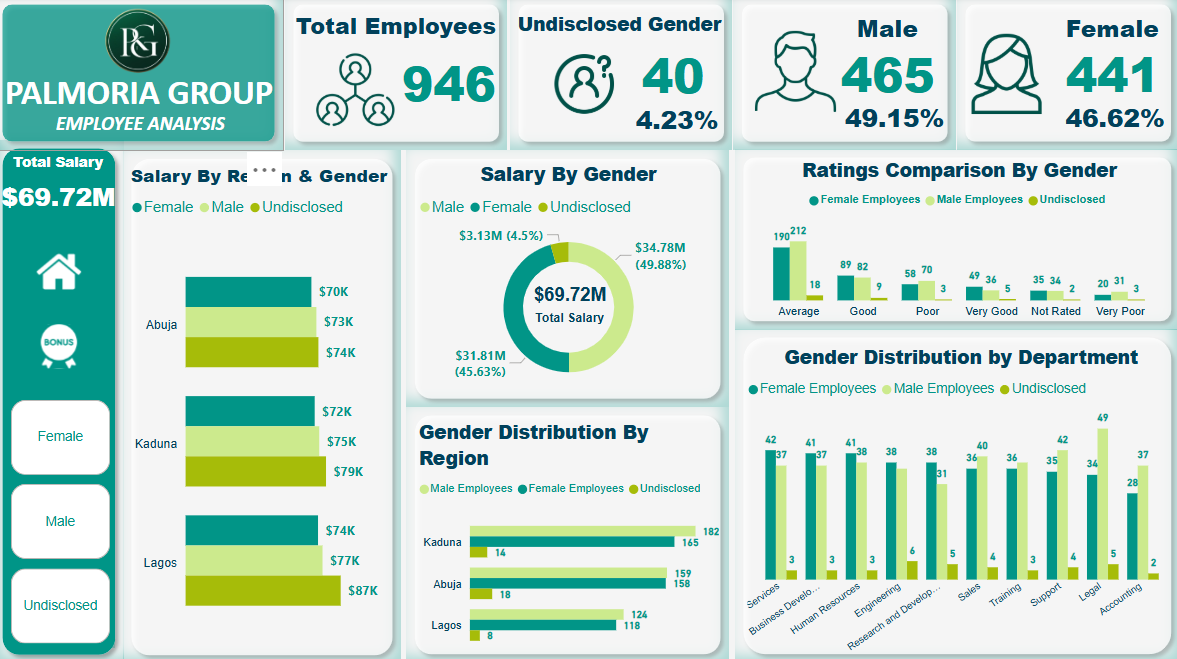 PG
PALMORIA GROUP
EMPLOYEE ANALYSIS
Total Employees
946
Undisclosed Gender
?
40
4.23%
Male
465
49.15%
Female
441
46.62%
Total Salary
$69.72M
BONUS
Female
Male
Undisclosed
Salary By Re n & Gender
Female Male Undisclosed
Abuja
$70K
$73K
$74K
Kaduna
$72K
$75K
$79K
Lagos
$74K
$77K
$87K
Salary By Gender
Male Female Undisclosed
$3.13M (4.5%)
$34.78M
(49.88%)
$69.72M
Total Salary
$31.81M
(45.63%)
Gender Distribution By
Region
Male Employees Female Employees Undisclosed
Kaduna
182
165
14
Abuja
159
158
18
Lagos
124
118
8
Ratings Comparison By Gender
Female Employees Male Employees Undisclosed
190 212 18
89 82 9
58 70 3
49 36 5
35 34 2
20 31 3
Average Good Poor Very Good Not Rated Very Poor
Gender Distribution by Department
Female Employees Male Employees Undisclosed
42 37 3
41 37 3
41 38 3
38 6
38 31 5
36 40 4
36 3
35 42 4
34 49 5
28 37 2
Services
Business Develo...
Human Resources
Engineering
Research and Develop...
Sales
Training
Support
Legal
Accounting